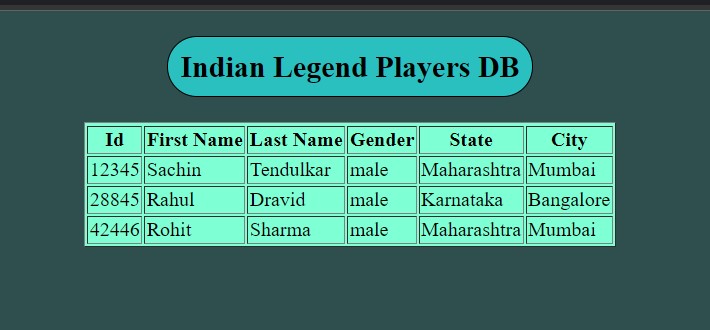 Indian Legend Players DB
Id First Name Last Name Gender State City
12345 Sachin Tendulkar male Maharashtra Mumbai
28845 Rahul Dravid male Karnataka Bangalore
42446 Rohit Sharma male Maharashtra Mumbai